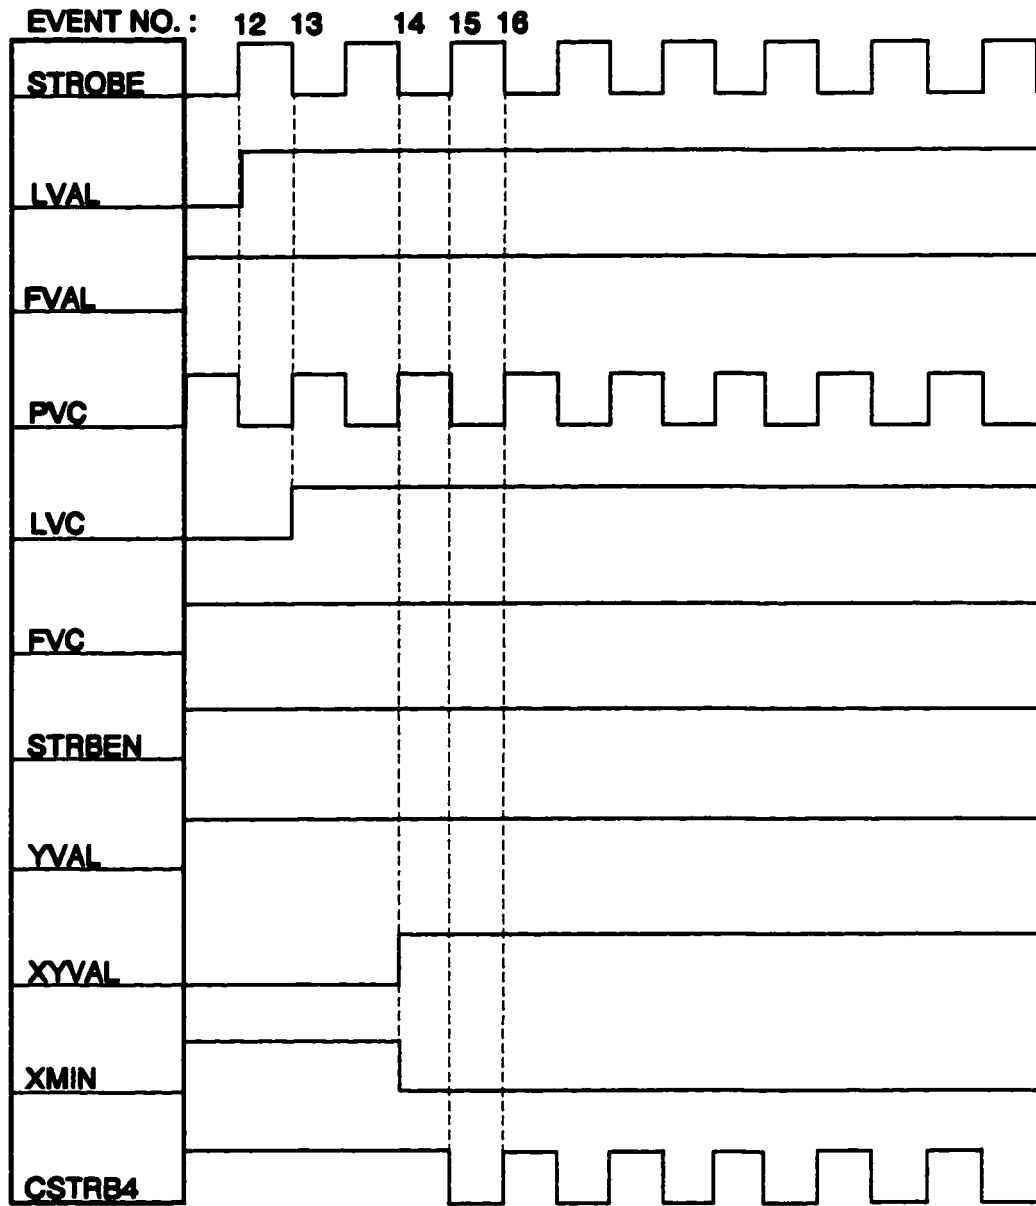 EVENT NO. : 12 13 14 15 16
STROBE
LVAL
FVAL
PVC
LVC
FVC
STRBEN
YVAL
XYVAL
XMIN
CSTRB4